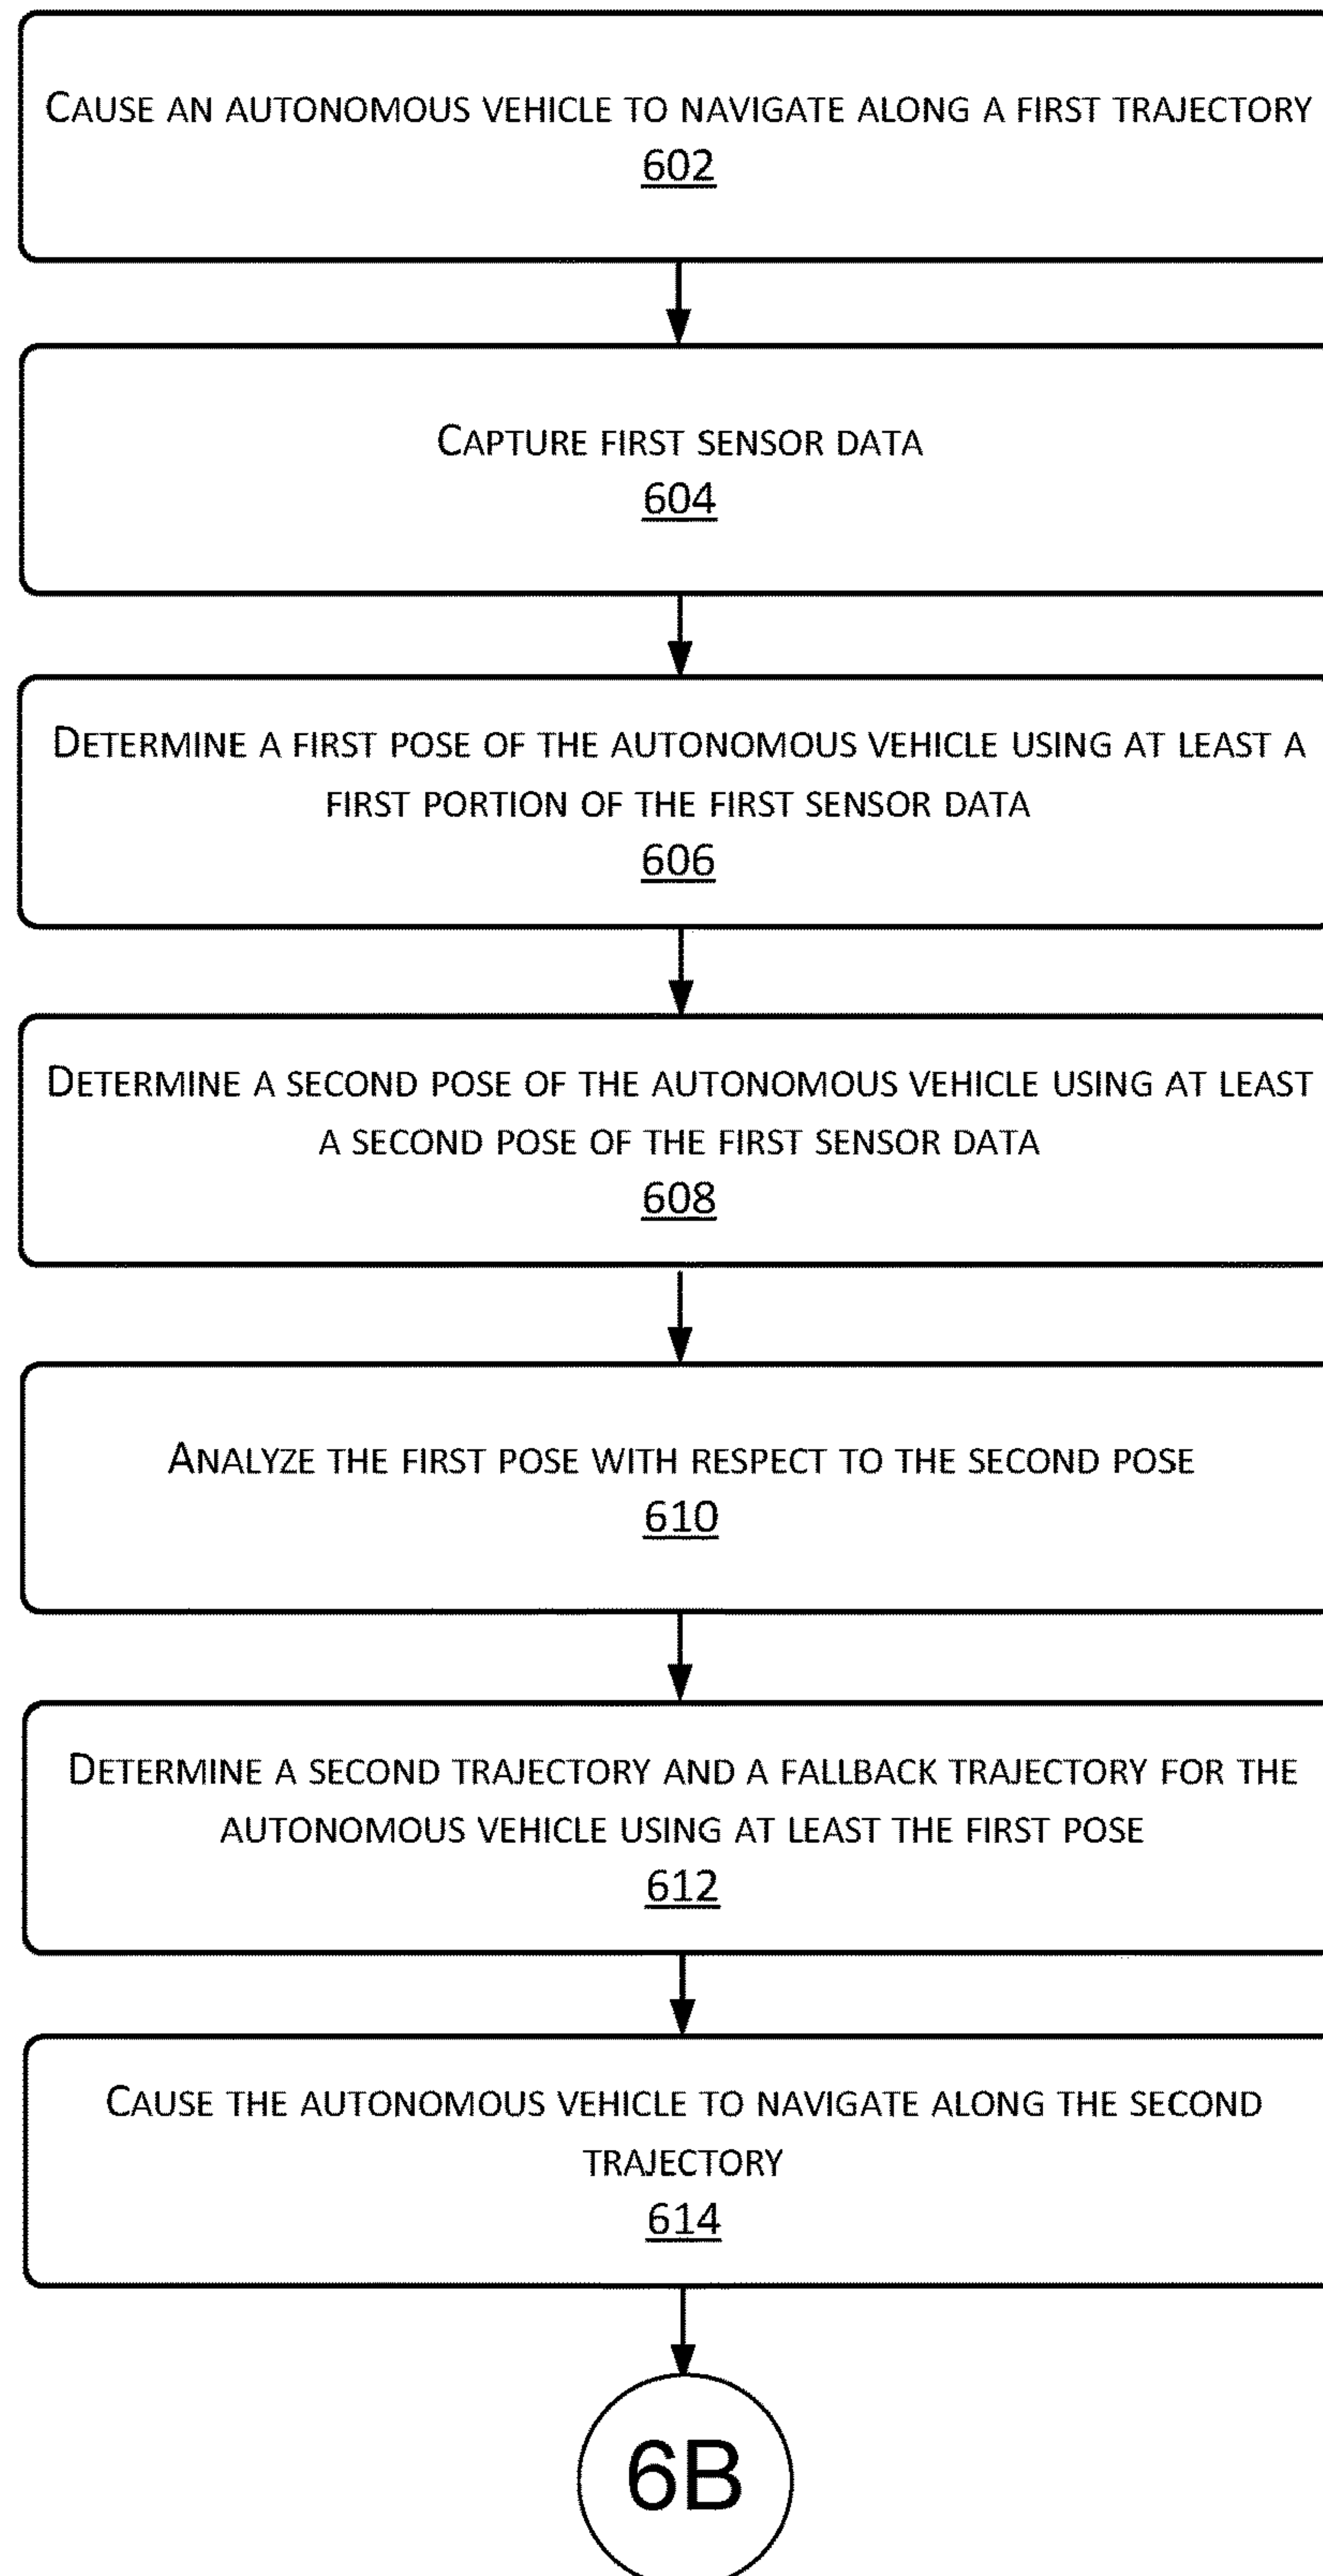 CAUSE AN AUTONOMOUS VEHICLE TO NAVIGATE ALONG A FIRST TRAJECTORY
602
CAPTURE FIRST SENSOR DATA
604
DETERMINE A FIRST POSE OF THE AUTONOMOUS VEHICLE USING AT LEAST A
FIRST PORTION OF THE FIRST SENSOR DATA
606
DETERMINE A SECOND POSE OF THE AUTONOMOUS VEHICLE USING AT LEAST
A SECOND POSE OF THE FIRST SENSOR DATA
608
ANALYZE THE FIRST POSE WITH RESPECT TO THE SECOND POSE
610
DETERMINE A SECOND TRAJECTORY AND A FALLBACK TRAJECTORY FOR THE
AUTONOMOUS VEHICLE USING AT LEAST THE FIRST POSE
612
CAUSE THE AUTONOMOUS VEHICLE TO NAVIGATE ALONG THE SECOND
TRAJECTORY
614
6B